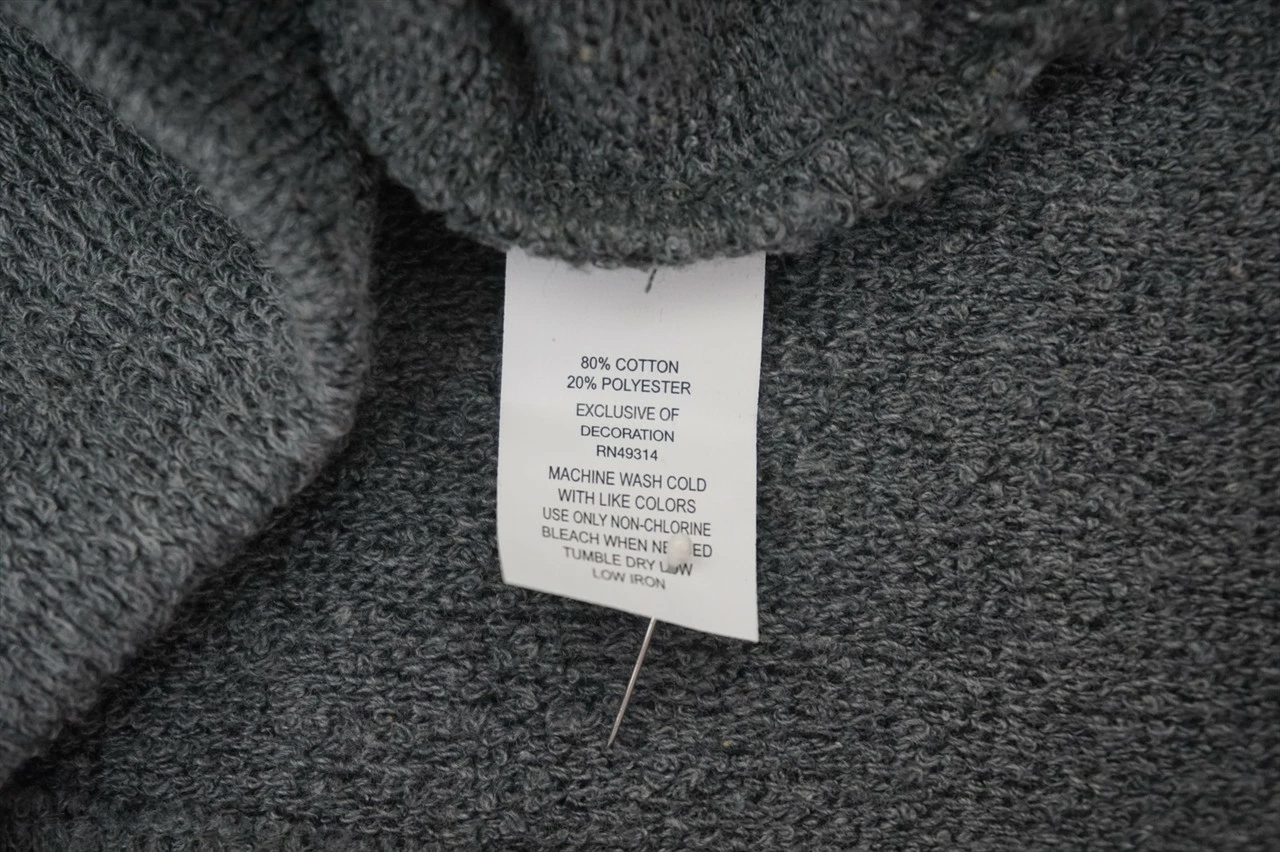 80% COTTON
20% POLYESTER
EXCLUSIVE OF
DECORATION
RN49314
MACHINE WASH COLD
WITH LIKE COLORS
USE ONLY NON-CHLORINE
BLEACH WHEN NEEDED
TUMBLE DRY LOW
LOW IRON